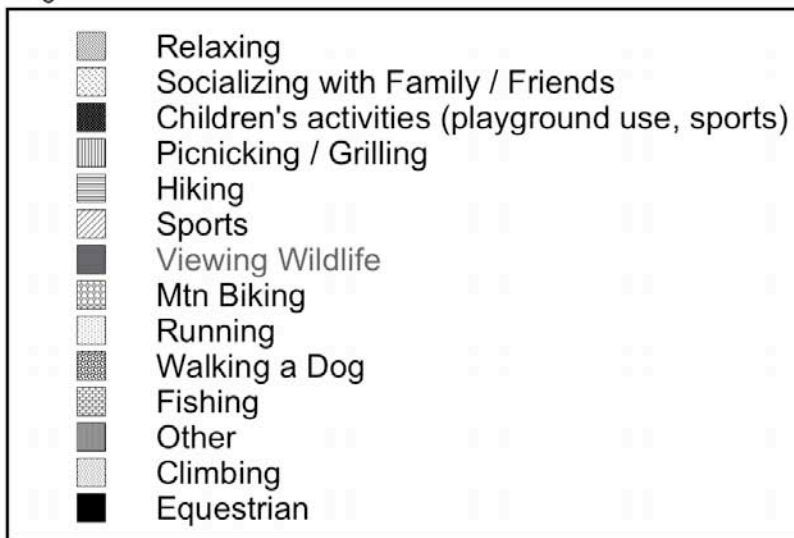 Relaxing
Socializing with Family / Friends
Children's activities (playground use, sports)
Picnicking / Grilling
Hiking
Sports
Viewing Wildlife
Mtn Biking
Running
Walking a Dog
Fishing
Other
Climbing
Equestrian